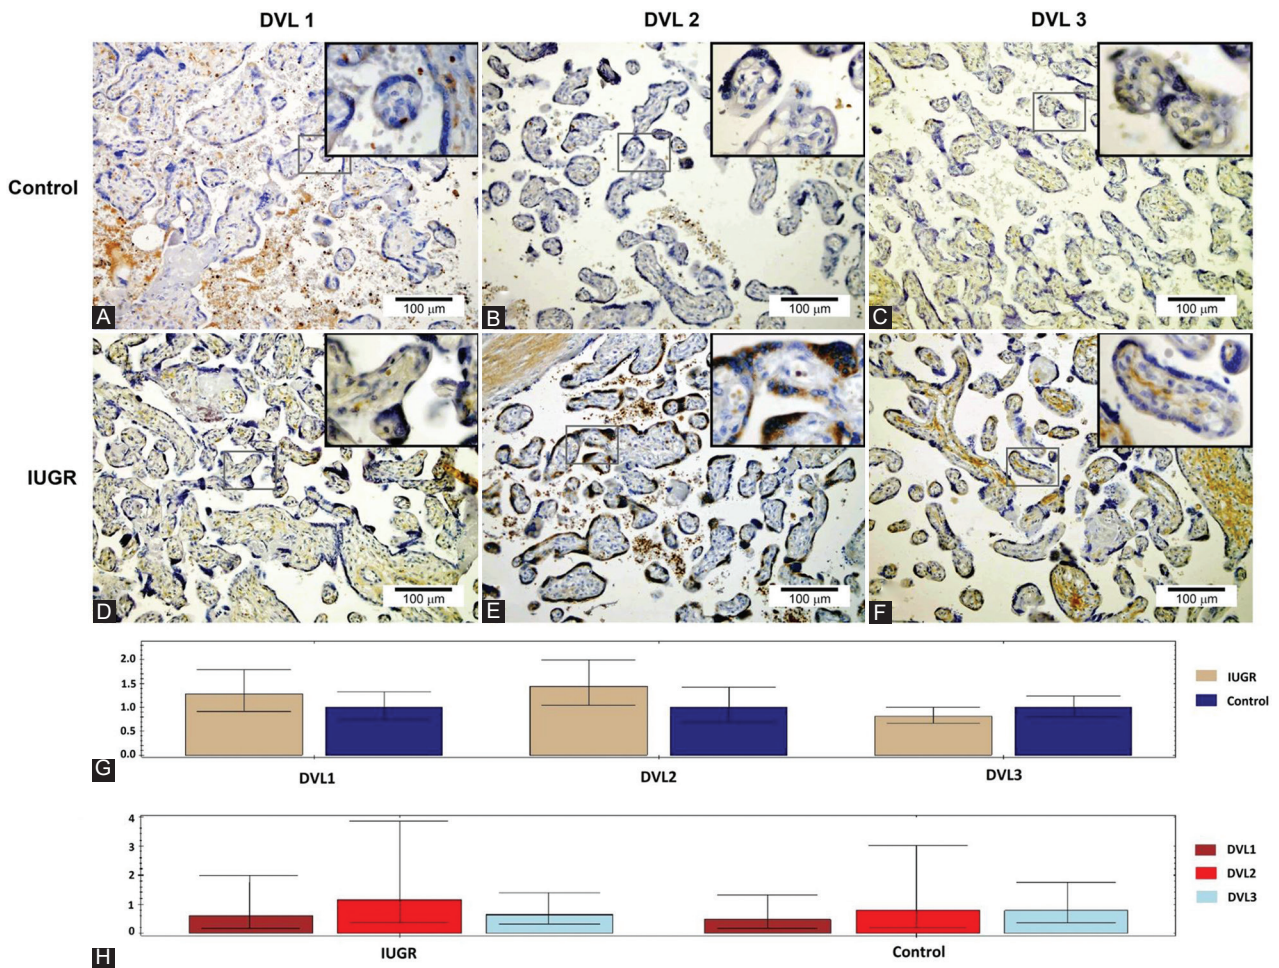 DVL 1 DVL 2 DVL 3
Control
100 µm
A
100 µm
B
100 µm
C
IUGR
100 µm
D
100 µm
E
100 µm
F
2.0
1.5
1.0
0.5
0.0
IUGR
Control
G
DVL1 DVL2 DVL3
4
3
2
1
0
DVL1
DVL2
DVL3
H
IUGR Control